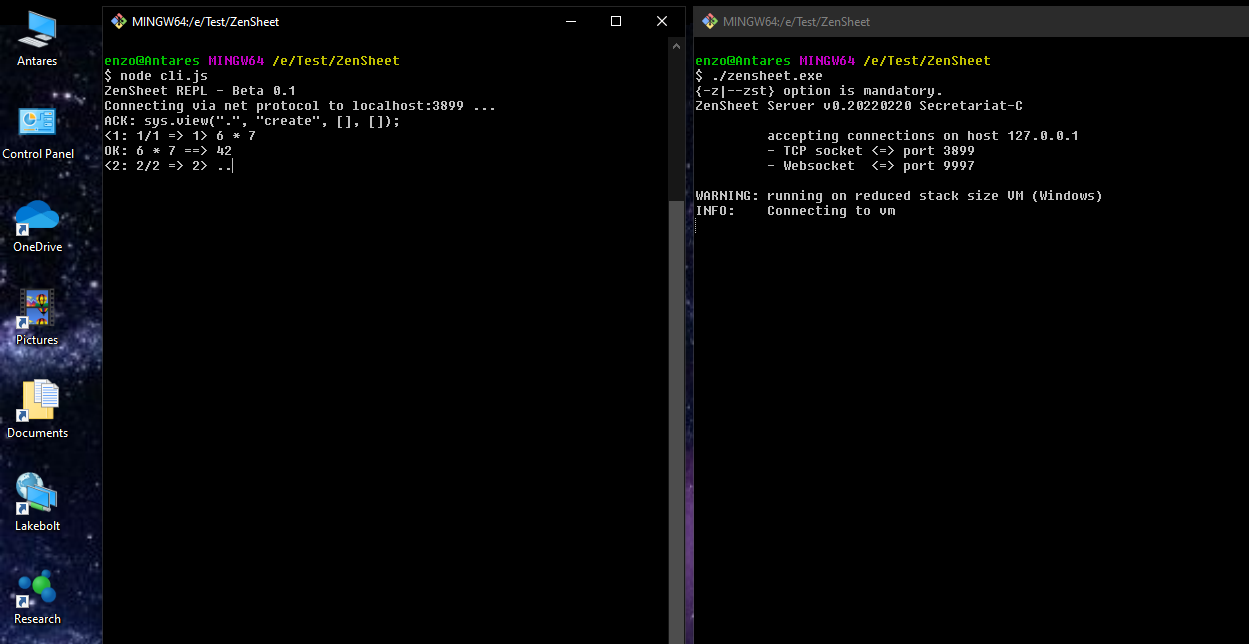 Antares
Control Panel
OneDrive
Pictures
Documents
Lakebolt
Research
MINGW64:/e/Test/ZenSheet
enzo@Antares MINGW64 /e/Test/ZenSheet
$ node cli.js
ZenSheet REPL - Beta 0.1
Connecting via net protocol to localhost:3899 ...
ACK: sys.view(".", "create", [], []);
<1: 1/1 => 1> 6 * 7
OK: 6 * 7 ==> 42
<2: 2/2 => 2> ..
MINGW64:/e/Test/ZenSheet
enzo@Antares MINGW64 /e/Test/ZenSheet
$ ./zensheet.exe
{-z|--zst} option is mandatory.
ZenSheet Server v0.20220220 Secretariat-C
accepting connections on host 127.0.0.1
- TCP socket <=> port 3899
- Websocket  <=> port 9997
WARNING: running on reduced stack size VM (Windows)
INFO:    Connecting to vm